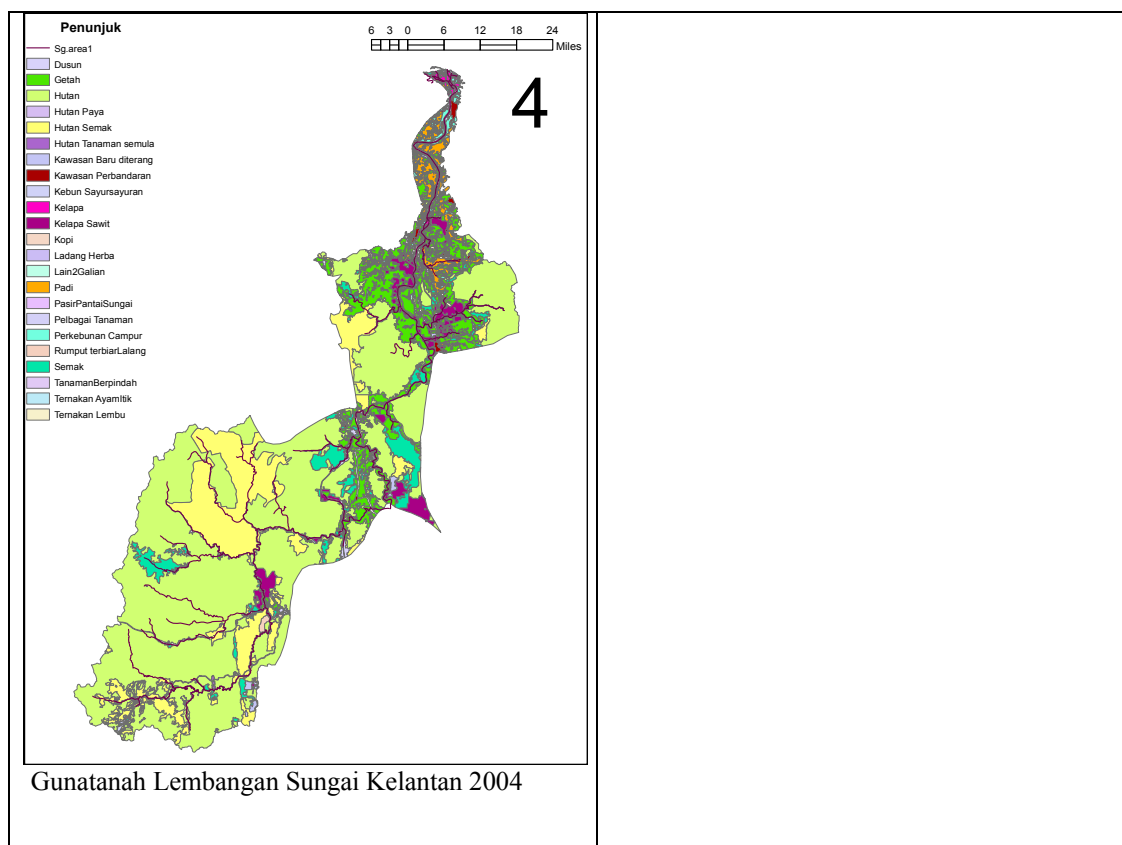 Penunjuk
Sg.area1
Dusun
Getah
Hutan
Hutan Paya
Hutan Semak
Hutan Tanaman semula
Kawasan Baru diterang
Kawasan Perbandaran
Kebun Sayursayuran
Kelapa
Kelapa Sawit
Kopi
Ladang Herba
Lain2Galian
Padi
PasirPantaiSungai
Pelbagai Tanaman
Perkebunan Campur
Rumput terbiarLalang
Semak
TanamanBerpindah
Ternakan AyamItik
Ternakan Lembu
6 3 0 6 12 18 24
Miles
4
Gunatanah Lembangan Sungai Kelantan 2004